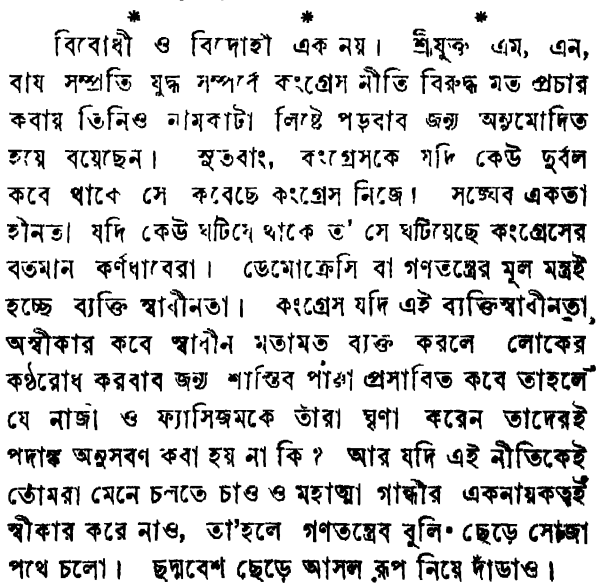 * * *
বিরোধী ও বিদ্রোহী এক নয়। শ্রীযুক্ত এম, এন,
রায় সম্প্রতি যুদ্ধ সম্পর্কে কংগ্রেস নীতি বিরুদ্ধ মত প্রচার
করায় তিনিও নামকাটা লিষ্টে পড়বার জন্য অনুমোদিত
হয়ে রয়েছেন। সুতরাং, কংগ্রেসকে যদি কেউ দুর্বল
করে থাকে সে করেছে কংগ্রেস নিজে। সঙ্ঘের একতা
হীনতা যদি কেউ ঘটিয়ে থাকে ত' সে ঘটিয়েছে কংগ্রেসের
বর্তমান কর্ণধারেরা। ডেমোক্রেসি বা গণতন্ত্রের মূল মন্ত্রই
হচ্ছে ব্যক্তি স্বাধীনতা। কংগ্রেস যদি এই ব্যক্তিস্বাধীনতা
অস্বীকার করে স্বাধীন মতামত ব্যক্ত করলে লোকের
কণ্ঠরোধ করবার জন্য শাস্তির পাঞ্জা প্রসারিত করে তাহলে
যে নাজী ও ফ্যাসিজমকে তাঁরা ঘৃণা করেন তাদেরই
পদাঙ্ক অনুসরণ করা হয় না কি? আর যদি এই নীতিকেই
তোমরা মেনে চলতে চাও ও মহাত্মা গান্ধীর একনায়কত্বই
স্বীকার করে নাও, তা'হলে গণতন্ত্রের বুলি ছেড়ে সোজা
পথে চলো। ছদ্মবেশ ছেড়ে আসল রূপ নিয়ে দাঁড়াও।